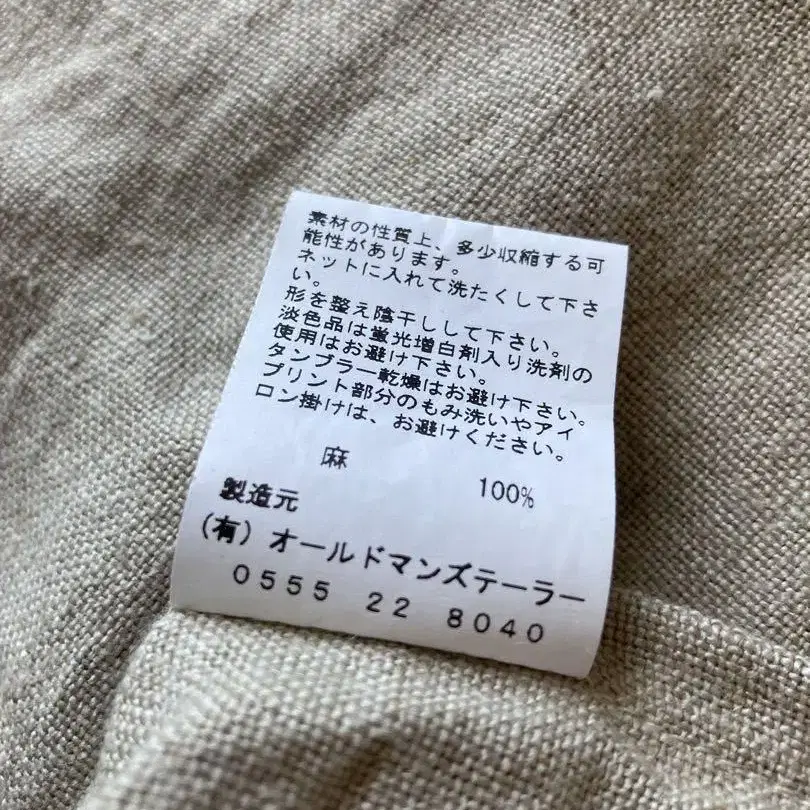 素材の性質上、多少収縮する可
能性があります。
ネットに入れて洗たくして下さ
い。
形を整え陰干しして下さい。
淡色品は蛍光増白剤入り洗剤の
使用はお避け下さい。
タンブラー乾燥はお避け下さい。
プリント部分のもみ洗いやアイ
ロン掛けは、お避けください。
麻 100%
製造元
(有)オールドマンズテーラー
0555 22 8040